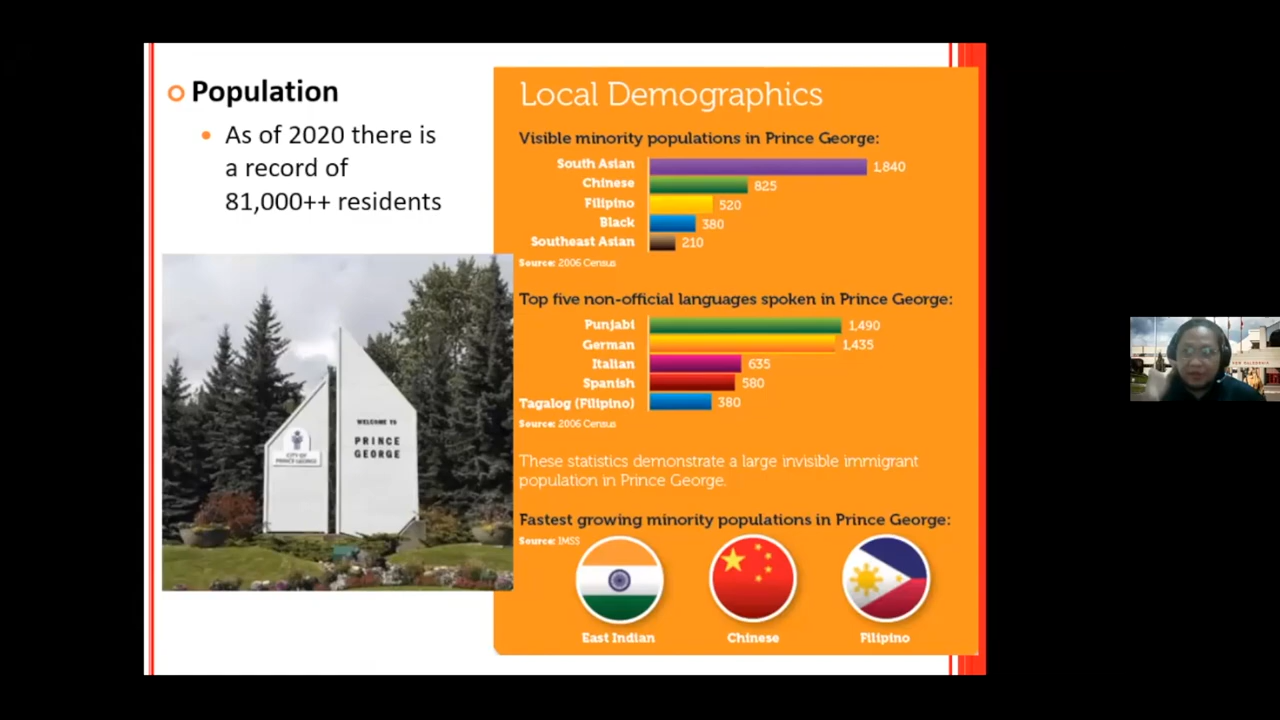 Population
As of 2020 there is
a record of
81,000++ residents
CITY OF
PRINCE GEORGE
WELCOME TO
PRINCE
GEORGE
Local Demographics
Visible minority populations in Prince George:
South Asian 1,840
Chinese 825
Filipino 520
Black 380
Southeast Asian 210
Source: 2006 Census
Top five non-official languages spoken in Prince George:
Punjabi 1,490
German 1,435
Italian 635
Spanish 580
Tagalog (Filipino) 380
Source: 2006 Census
These statistics demonstrate a large invisible immigrant
population in Prince George.
Fastest growing minority populations in Prince George:
Source: IMSS
East Indian
Chinese
Filipino